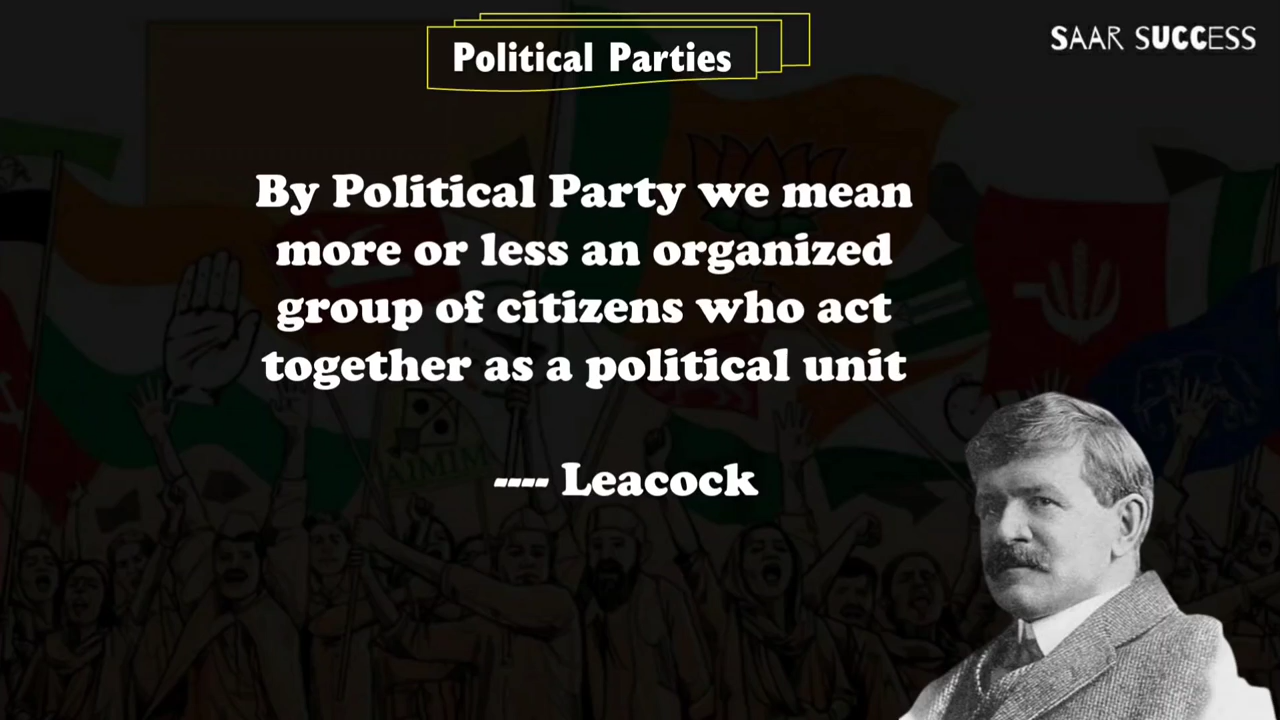 Political Parties
SAAR SUCCESS
By Political Party we mean
more or less an organized
group of citizens who act
together as a political unit
---- Leacock
AIMIM